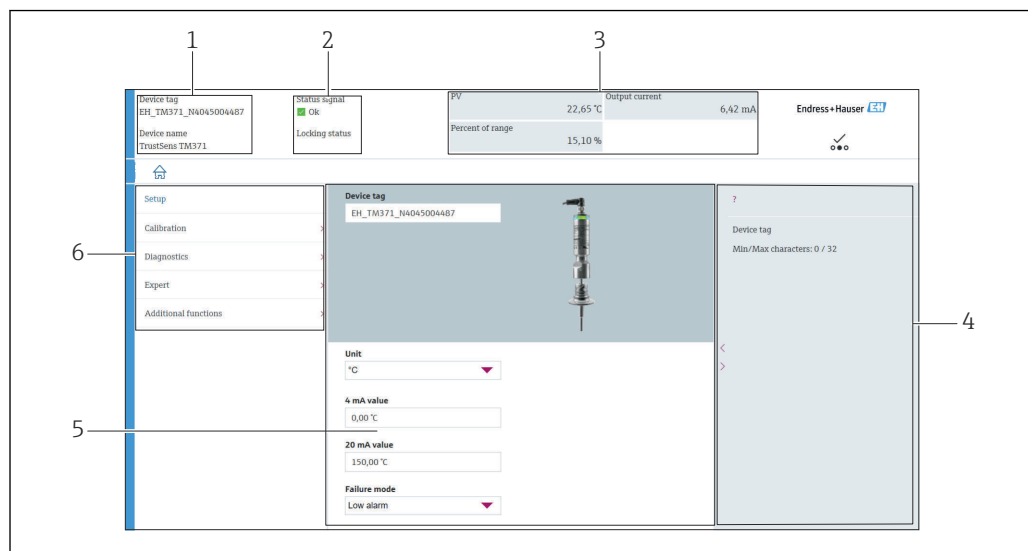 1
2
3
Device tag
EH_TM371_N4045004487
Device name
TrustSens TM371
Status signal
Ok
Locking status
PV
22,65 °C
Output current
6,42 mA
Percent of range
15,10 %
Endress+Hauser EH
Setup
Calibration
Diagnostics
Expert
Additional functions
6
Device tag
EH_TM371_N4045004487
Unit
°C
4 mA value
0,00 °C
5
20 mA value
150,00 °C
Failure mode
Low alarm
?
Device tag
Min/Max characters: 0 / 32
4